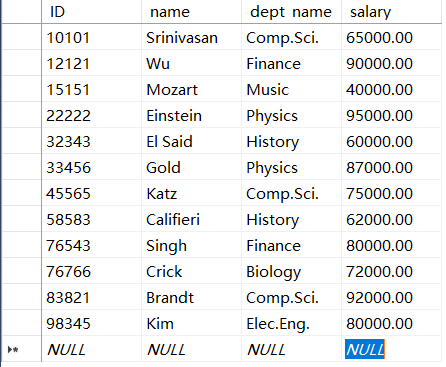 ID name dept name salary
10101 Srinivasan Comp.Sci. 65000.00
12121 Wu Finance 90000.00
15151 Mozart Music 40000.00
22222 Einstein Physics 95000.00
32343 El Said History 60000.00
33456 Gold Physics 87000.00
45565 Katz Comp.Sci. 75000.00
58583 Califieri History 62000.00
76543 Singh Finance 80000.00
76766 Crick Biology 72000.00
83821 Brandt Comp.Sci. 92000.00
98345 Kim Elec.Eng. 80000.00
NULL NULL NULL NULL